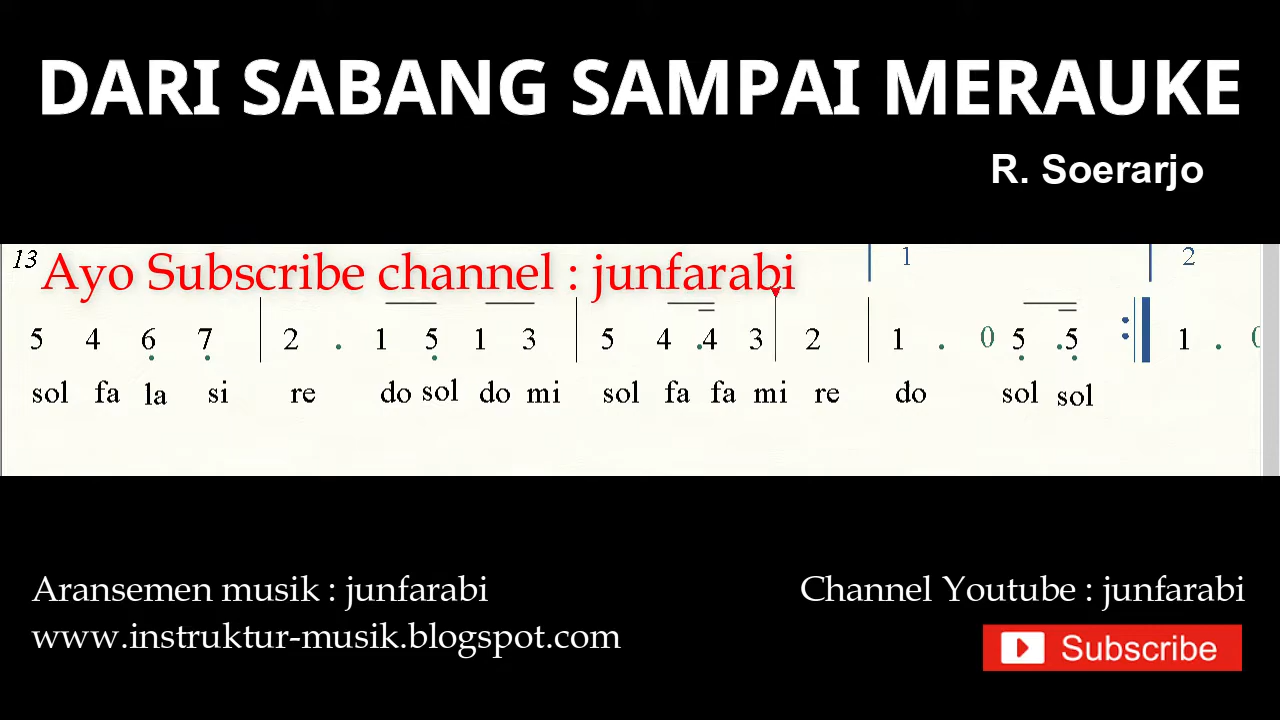 DARI SABANG SAMPAI MERAUKE
R. Soerarjo
13 Ayo Subscribe channel : junfarabi 1 2
5 4 6 7 | 2 . 1 5 1 3 | 5 4 .4 3 | 2 | 1 . 0 5 .5 :| 1 . 0
sol fa la si re do sol do mi sol fa fa mi re do sol sol
Aransemen musik : junfarabi
www.instruktur-musik.blogspot.com
Channel Youtube : junfarabi
Subscribe